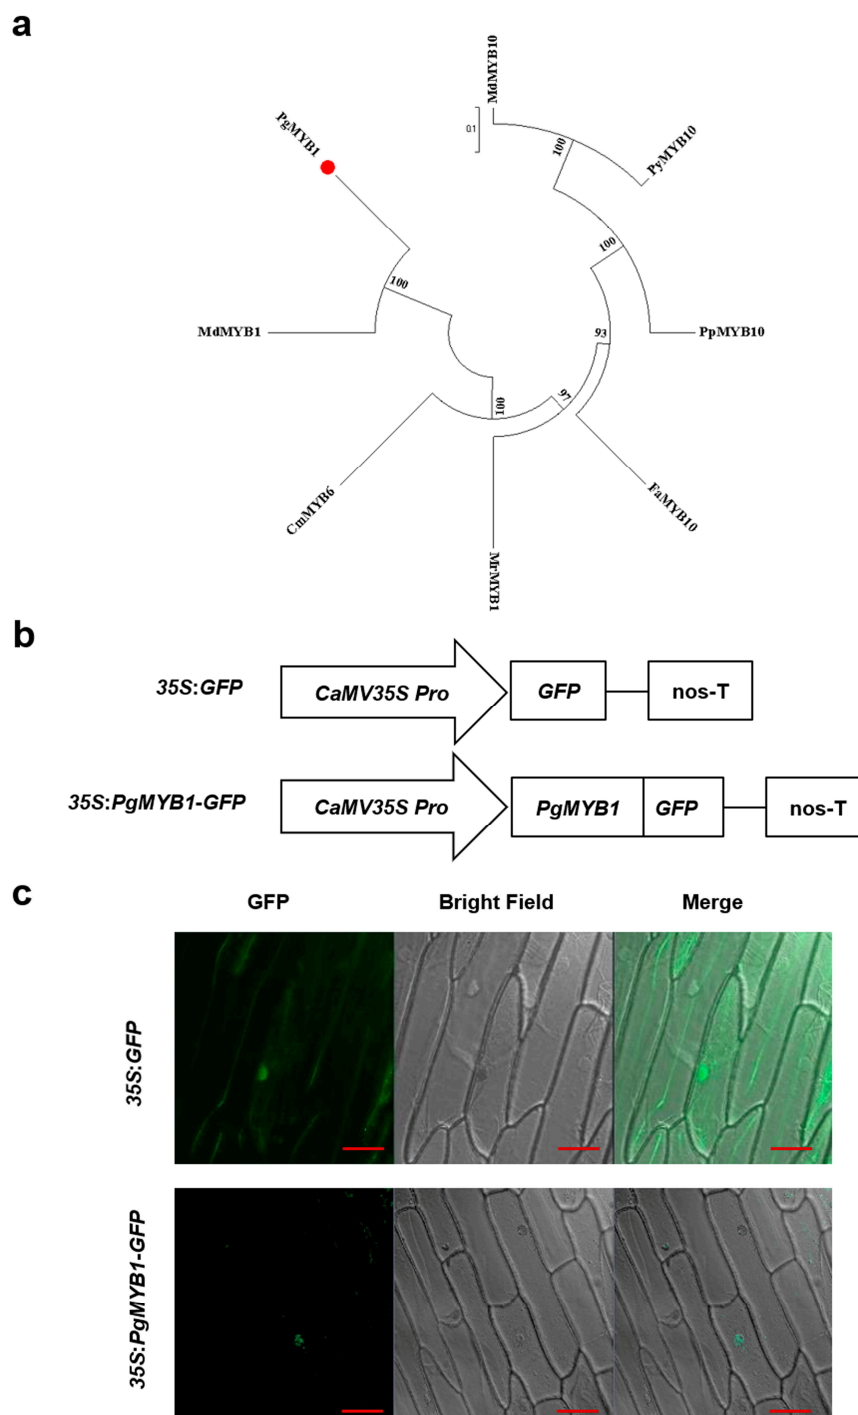 a
MdMYB10
0.1
PgMYB1
100
PyMYB10
100
100
MdMYB1
93
PpMYB10
97
100
CmMYB6
FaMYB10
MrMYB1
b
35S:GFP
CaMV35S Pro
GFP
nos-T
35S:PgMYB1-GFP
CaMV35S Pro
PgMYB1
GFP
nos-T
c
GFP
Bright Field
Merge
35S:GFP
35S:PgMYB1-GFP